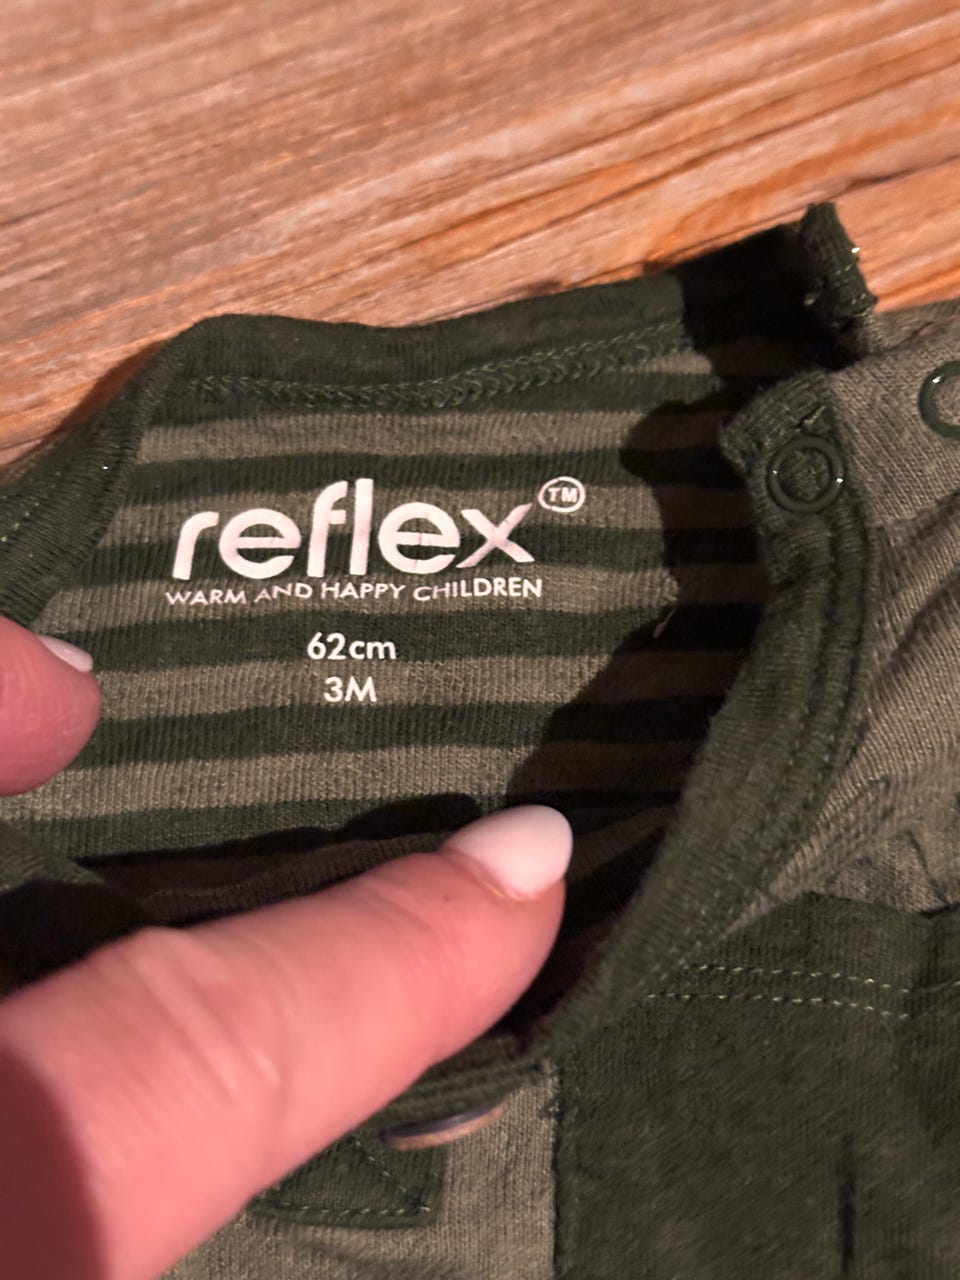 reflex™
WARM AND HAPPY CHILDREN
62cm
3M